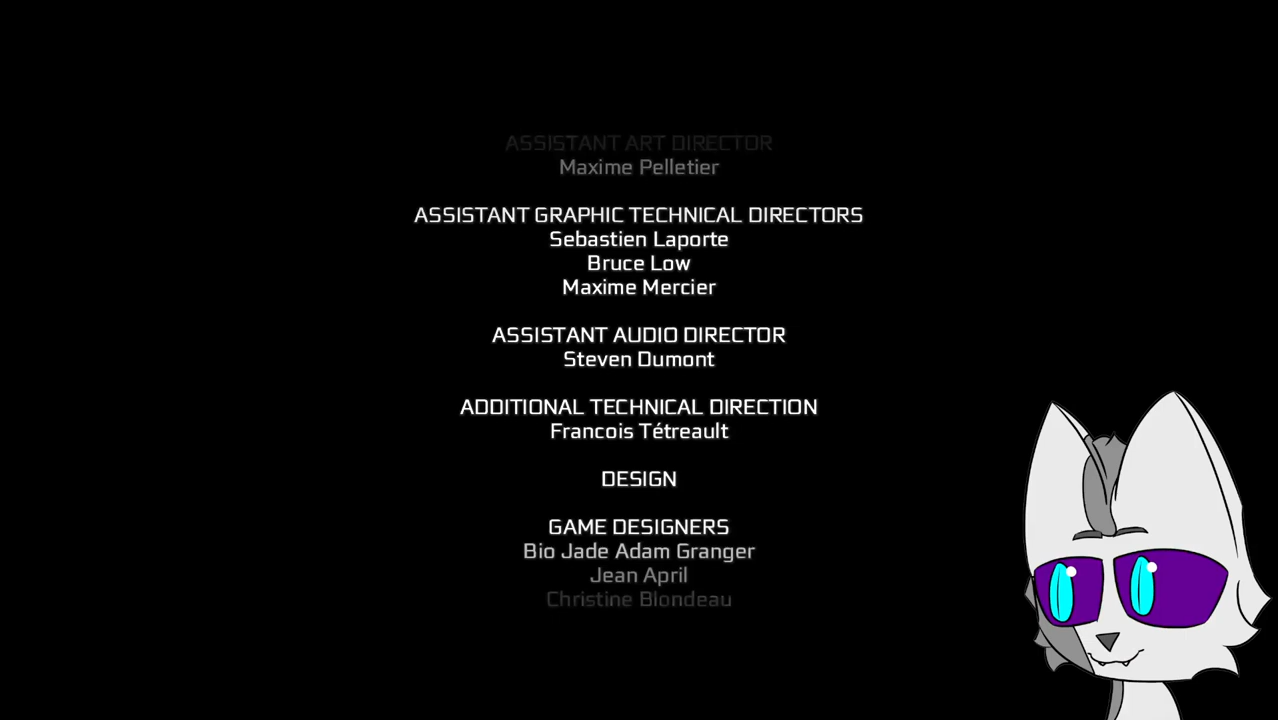 ASSISTANT ART DIRECTOR
Maxime Pelletier
ASSISTANT GRAPHIC TECHNICAL DIRECTORS
Sebastien Laporte
Bruce Low
Maxime Mercier
ASSISTANT AUDIO DIRECTOR
Steven Dumont
ADDITIONAL TECHNICAL DIRECTION
Francois Tétreault
DESIGN
GAME DESIGNERS
Bio Jade Adam Granger
Jean April
Christine Blondeau